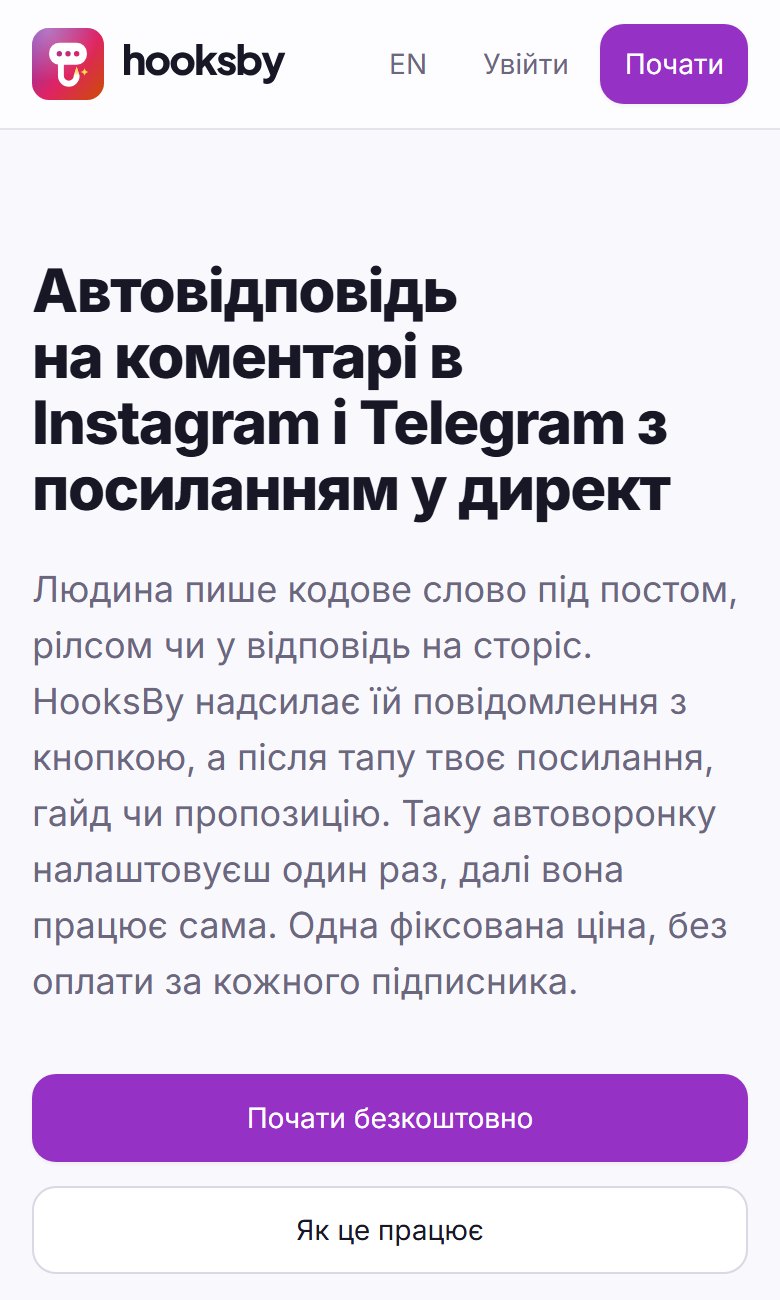 hooksby
EN
Увійти
Почати
Автовідповідь
на коментарі в
Instagram і Telegram з
посиланням у директ
Людина пише кодове слово під постом,
рілсом чи у відповідь на сторіс.
HooksBy надсилає їй повідомлення з
кнопкою, а після тапу твоє посилання,
гайд чи пропозицію. Таку автоворонку
налаштовуєш один раз, далі вона
працює сама. Одна фіксована ціна, без
оплати за кожного підписника.
Почати безкоштовно
Як це працює